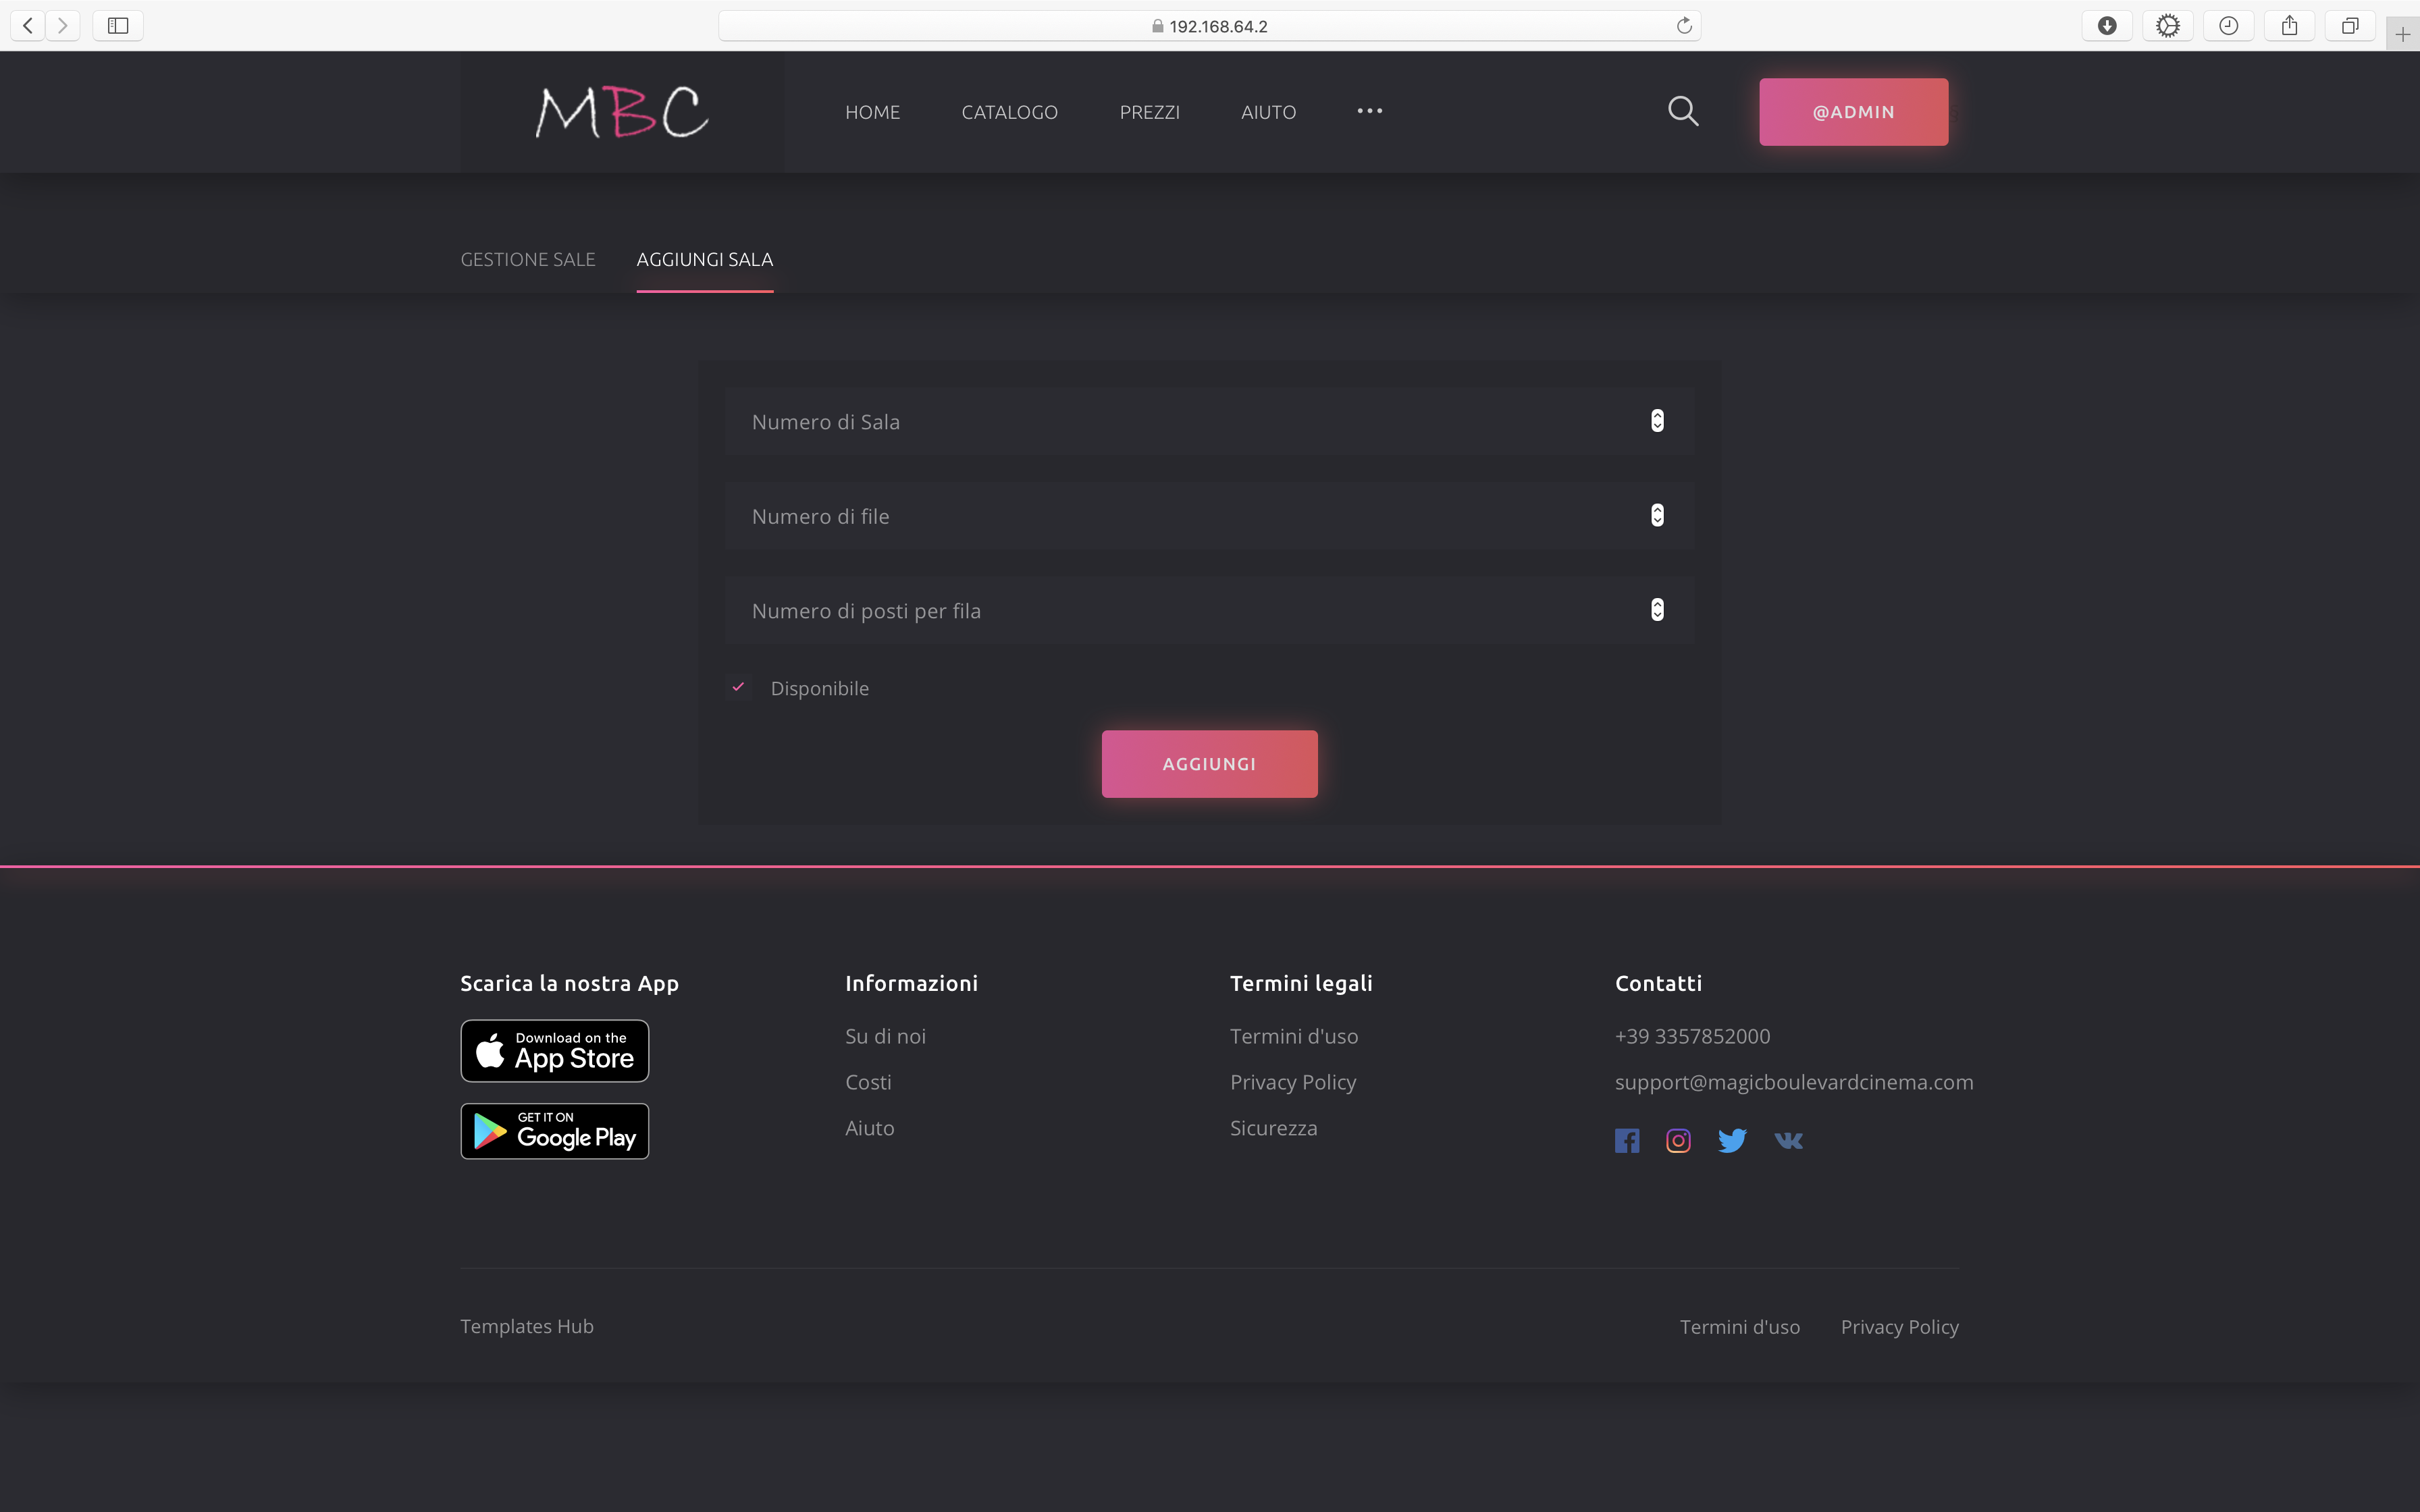 192.168.64.2
MBC
HOME
CATALOGO
PREZZI
AIUTO
@ADMIN
GESTIONE SALE
AGGIUNGI SALA
Numero di Sala
Numero di file
Numero di posti per fila
Disponibile
AGGIUNGI
Scarica la nostra App
Download on the
App Store
GET IT ON
Google Play
Informazioni
Su di noi
Costi
Aiuto
Termini legali
Termini d'uso
Privacy Policy
Sicurezza
Contatti
+39 3357852000
support@magicboulevardcinema.com
Templates Hub
Termini d'uso
Privacy Policy